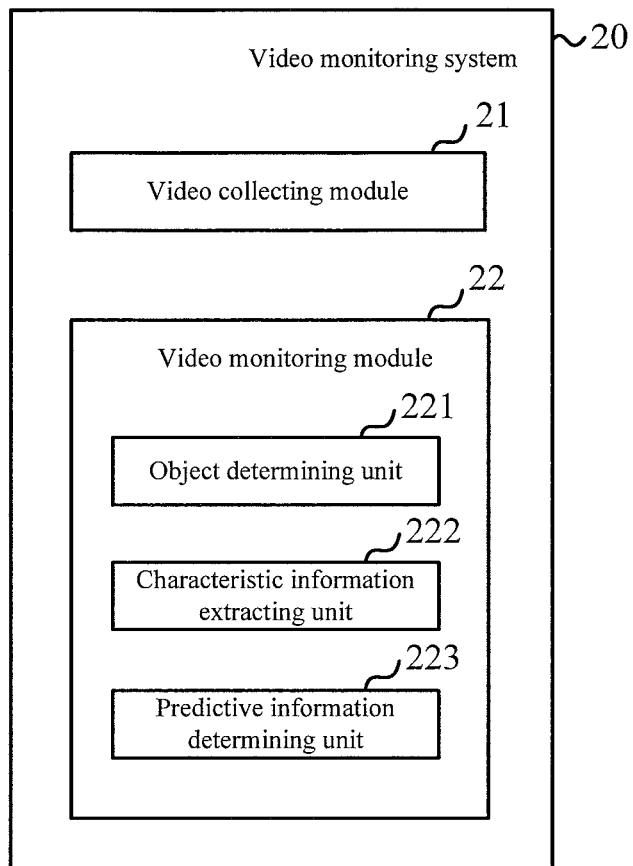 20
Video monitoring system
21
Video collecting module
22
Video monitoring module
221
Object determining unit
222
Characteristic information
extracting unit
223
Predictive information
determining unit